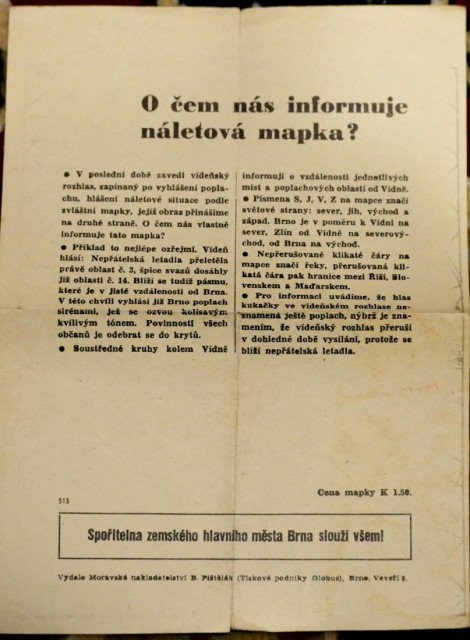 O čem nás informuje
náletová mapka?
● V poslední době zavedl vídeňský
rozhlas, zapínaný po vyhlášení popla-
chu, hlášení náletové situace podle
zvláštní mapky, jejíž obraz přinášíme
na druhé straně. O čem nás vlastně
informuje tato mapka?
● Příklad to nejlépe ozřejmí. Vídeň
hlásí: Nepřátelská letadla přeletěla
právě oblast č. 3, špice svazů dosáhly
již oblasti č. 14. Blíží se tudíž pásmu,
které je v jisté vzdálenosti od Brna.
V této chvíli vyhlásí již Brno poplach
sirénami, jež se ozvou kolísavým
kvílivým tónem. Povinností všech
občanů je odebrat se do krytů.
● Soustředné kruhy kolem Vídně
informují o vzdálenosti jednotlivých
míst a poplachových oblastí od Vídně.
● Písmena S, J, V, Z na mapce značí
světové strany: sever, jih, východ a
západ. Brno je v poměru k Vídni na
sever, Zlín od Vídně na severový-
chod, od Brna na východ.
● Nepřerušované klikaté čáry na
mapce značí řeky, přerušovaná kli-
katá čára pak hranice mezi Říší, Slo-
venskem a Maďarskem.
● Pro informaci uvádíme, že hlas
kukačky ve vídeňském rozhlase ne-
znamená ještě poplach, nýbrž je zna-
mením, že vídeňský rozhlas přeruší
v dohledné době vysílání, protože se
blíží nepřátelská letadla.
Cena mapky K 1.50.
515
Spořitelna zemského hlavního města Brna slouží všem!
Vydalo Moravské nakladatelství B. Pištělák (Tiskové podniky Globus), Brno, Veveří 2.